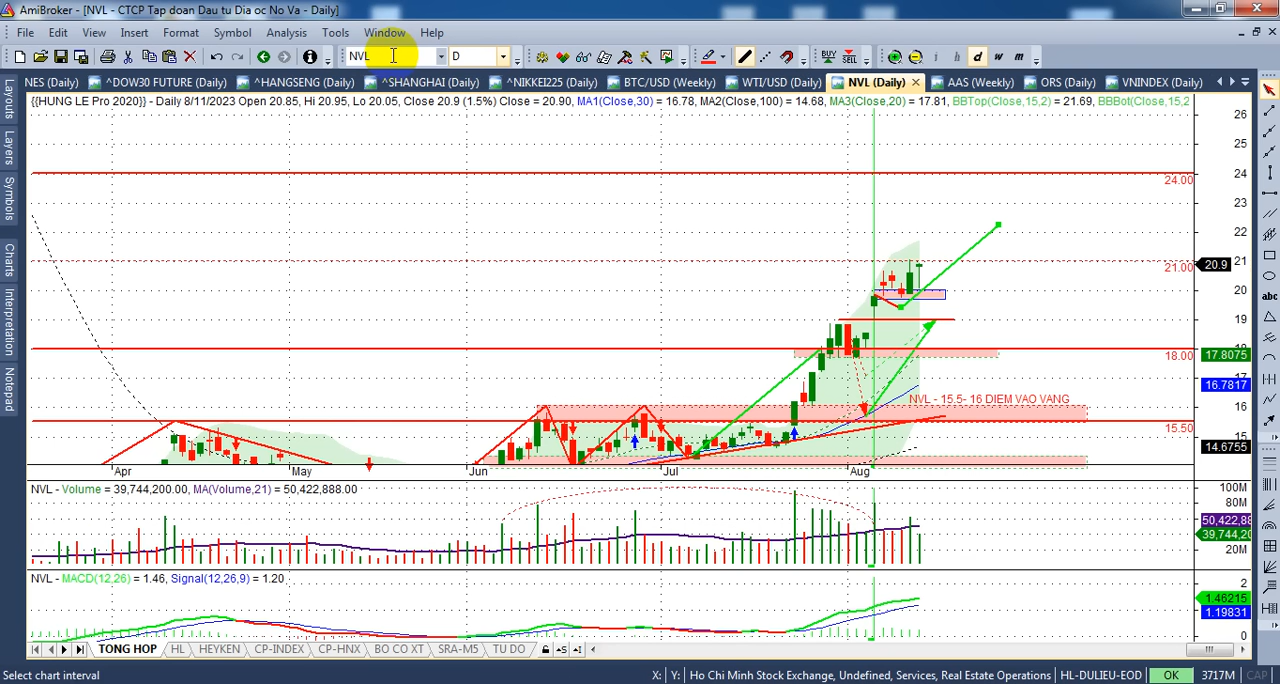 AmiBroker - [NVL - CTCP Tap doan Dau tu Dia oc No Va - Daily]
File Edit View Insert Format Symbol Analysis Tools Window Help
NVL D BUY SELL i h d w m
NES (Daily) ^DOW30 FUTURE (Daily) ^HANGSENG (Daily) ^SHANGHAI (Daily) ^NIKKEI225 (Daily) BTC/USD (Weekly) WTI/USD (Daily) NVL (Daily) AAS (Weekly) ORS (Daily) VNINDEX (Daily)
Layouts
Layers
Symbols
Charts
Interpretation
Notepad
{{HUNG LE Pro 2020}} - Daily 8/11/2023 Open 20.85, Hi 20.95, Lo 20.05, Close 20.9 (1.5%) Close = 20.90, MA1(Close,30) = 16.78, MA2(Close,100) = 14.68, MA3(Close,20) = 17.81, BBTop(Close,15,2) = 21.69, BBBot(Close,15,2
26
25
24
24.00
23
22
21
21.00
20.9
20
19
18
18.00
17.8075
17
16.7817
NVL - 15.5- 16 DIEM VAO VANG
16
15.50
15
14.6755
Apr May Jun Jul Aug
NVL - Volume = 39,744,200.00, MA(Volume,21) = 50,422,888.00
100M
80M
50,422,88
39,744,20
20M
NVL - MACD(12,26) = 1.46, Signal(12,26,9) = 1.20
2
1.46215
1.19831
0
abc
TONG HOP HL HEYKEN CP-INDEX CP-HNX BO CO XT SRA-M5 TU DO
Select chart interval X: Y: Ho Chi Minh Stock Exchange, Undefined, Services, Real Estate Operations HL-DULIEU-EOD OK 3717M CAP